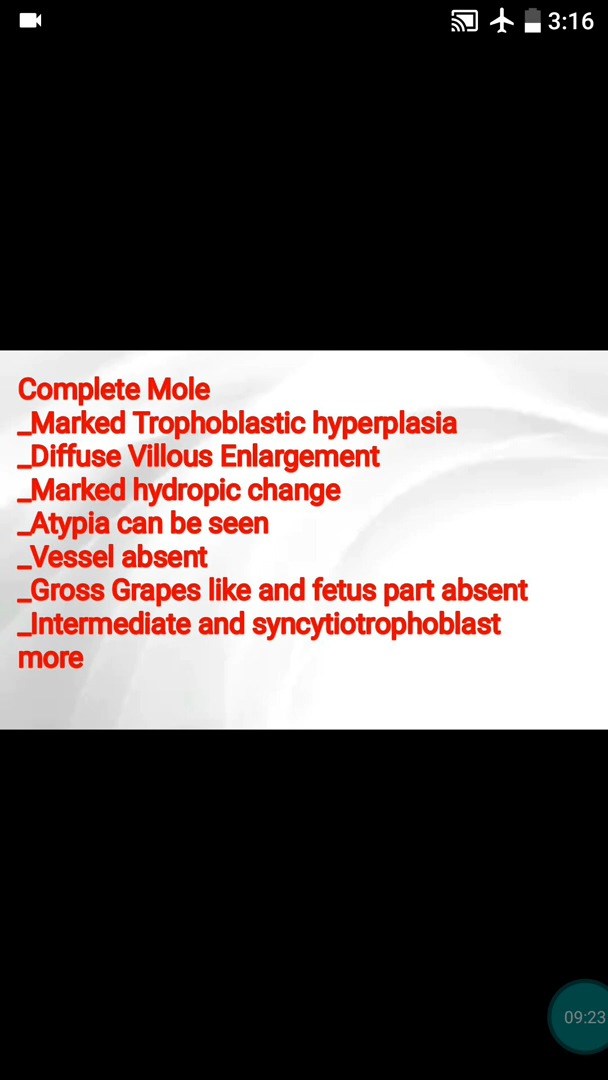 3:16
Complete Mole
_Marked Trophoblastic hyperplasia
_Diffuse Villous Enlargement
_Marked hydropic change
_Atypia can be seen
_Vessel absent
_Gross Grapes like and fetus part absent
_Intermediate and syncytiotrophoblast
more
09:23